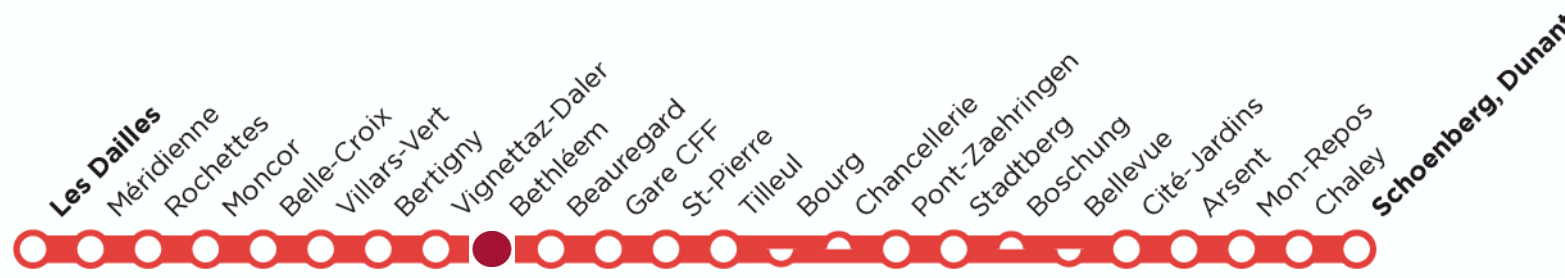 Les Dailles
Méridienne
Rochettes
Moncor
Belle-Croix
Villars-Vert
Bertigny
Vignettaz-Daler
Bethléem
Beauregard
Gare CFF
St-Pierre
Tilleul
Bourg
Chancellerie
Pont-Zaehringen
Stadtberg
Boschung
Bellevue
Cité-Jardins
Arsent
Mon-Repos
Chaley
Schoenberg, Dunant